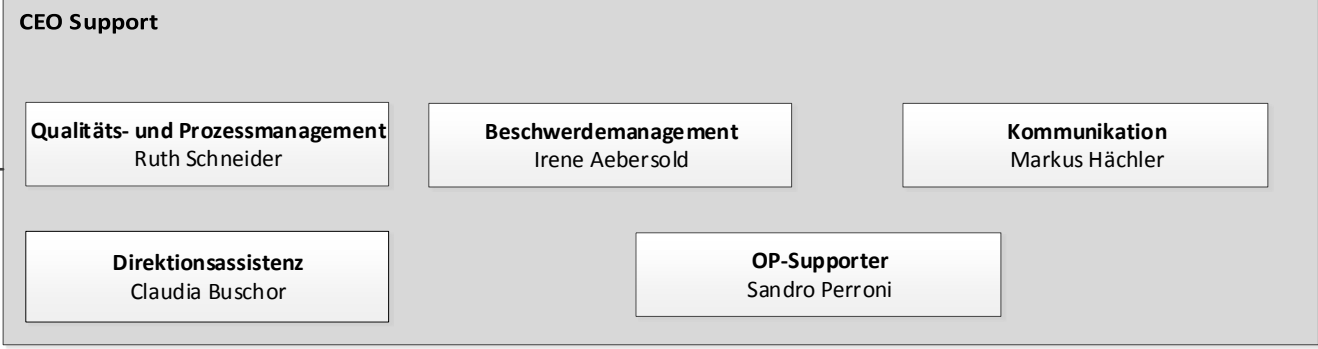 CEO Support
Qualitäts- und Prozessmanagement
Ruth Schneider
Beschwerdemanagement
Irene Aebersold
Kommunikation
Markus Hächler
Direktionsassistenz
Claudia Buschor
OP-Supporter
Sandro Perroni